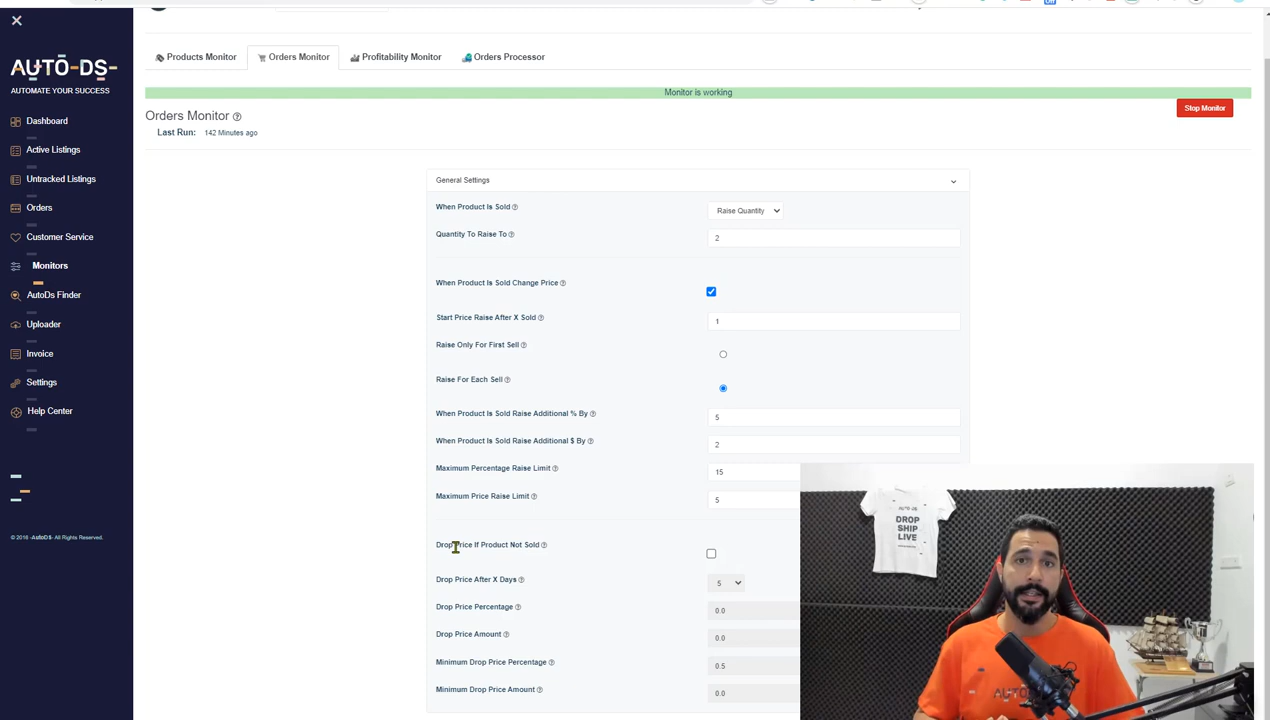 Products Monitor
Orders Monitor
Profitability Monitor
Orders Processor
AUTO-DS-
AUTOMATE YOUR SUCCESS
Monitor is working
Stop Monitor
Orders Monitor
Last Run: 142 Minutes ago
Dashboard
Active Listings
Untracked Listings
Orders
Customer Service
Monitors
AutoDs Finder
Uploader
Invoice
Settings
Help Center
© 2016 -AutoDS- All Rights Reserved.
General Settings
When Product Is Sold
Raise Quantity
Quantity To Raise To
2
When Product Is Sold Change Price
Start Price Raise After X Sold
1
Raise Only For First Sell
Raise For Each Sell
When Product Is Sold Raise Additional % By
5
When Product Is Sold Raise Additional $ By
2
Maximum Percentage Raise Limit
15
Maximum Price Raise Limit
5
Drop Price If Product Not Sold
Drop Price After X Days
5
Drop Price Percentage
0.0
Drop Price Amount
0.0
Minimum Drop Price Percentage
0.5
Minimum Drop Price Amount
0.0
AUTO-DS
DROP
SHIP
LIVE